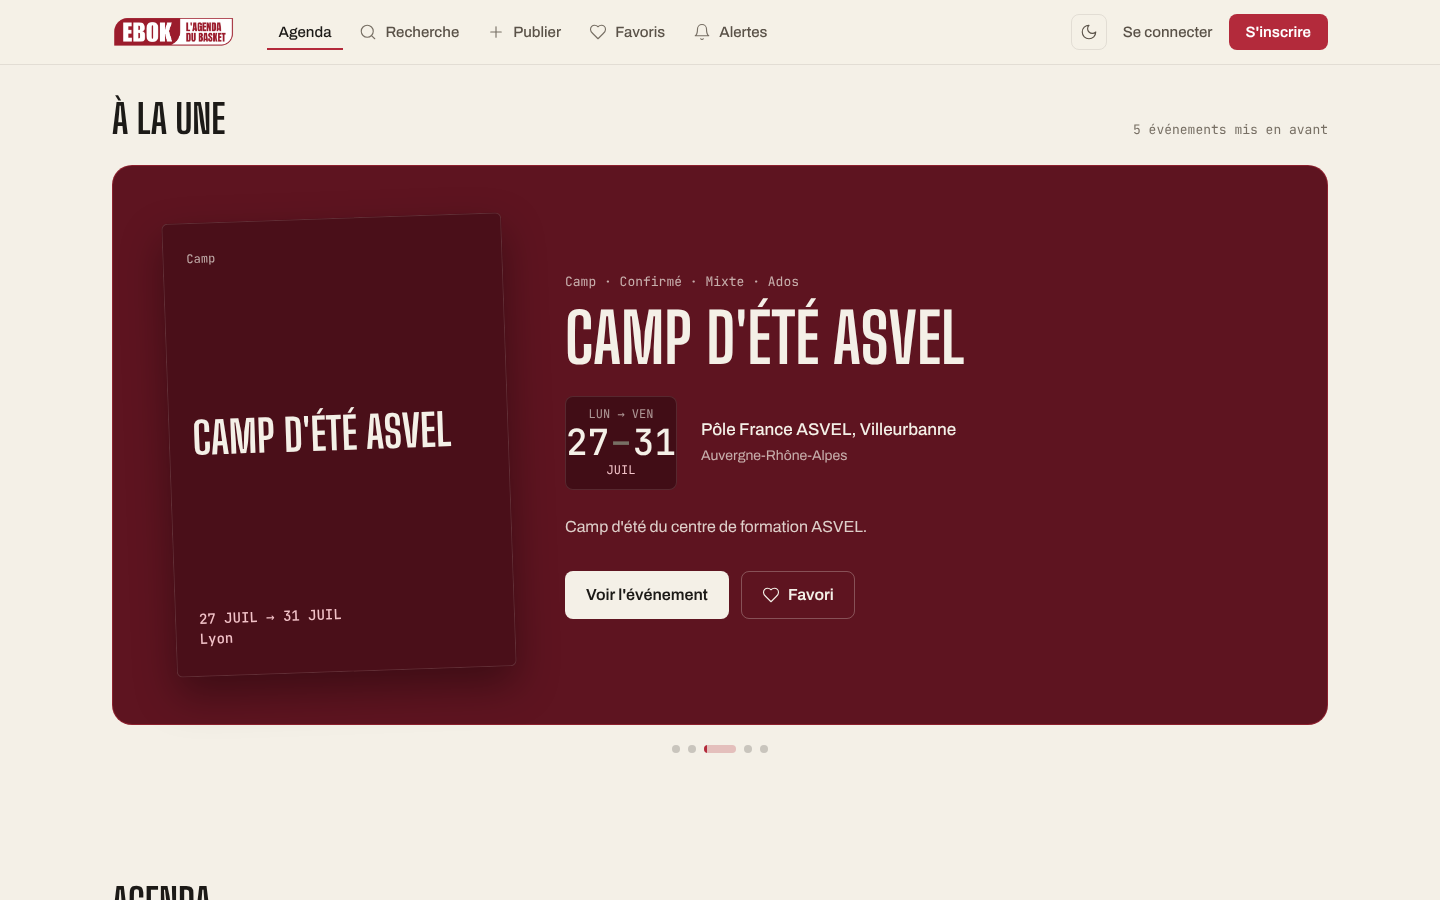 EBOK L'AGENDA
DU BASKET
Agenda
Recherche
Publier
Favoris
Alertes
Se connecter
S'inscrire
À LA UNE
5 événements mis en avant
Camp
CAMP D'ÉTÉ ASVEL
27 JUIL → 31 JUIL
Lyon
Camp · Confirmé · Mixte · Ados
CAMP D'ÉTÉ ASVEL
LUN → VEN
27–31
JUIL
Pôle France ASVEL, Villeurbanne
Auvergne-Rhône-Alpes
Camp d'été du centre de formation ASVEL.
Voir l'événement
Favori
AGENDA